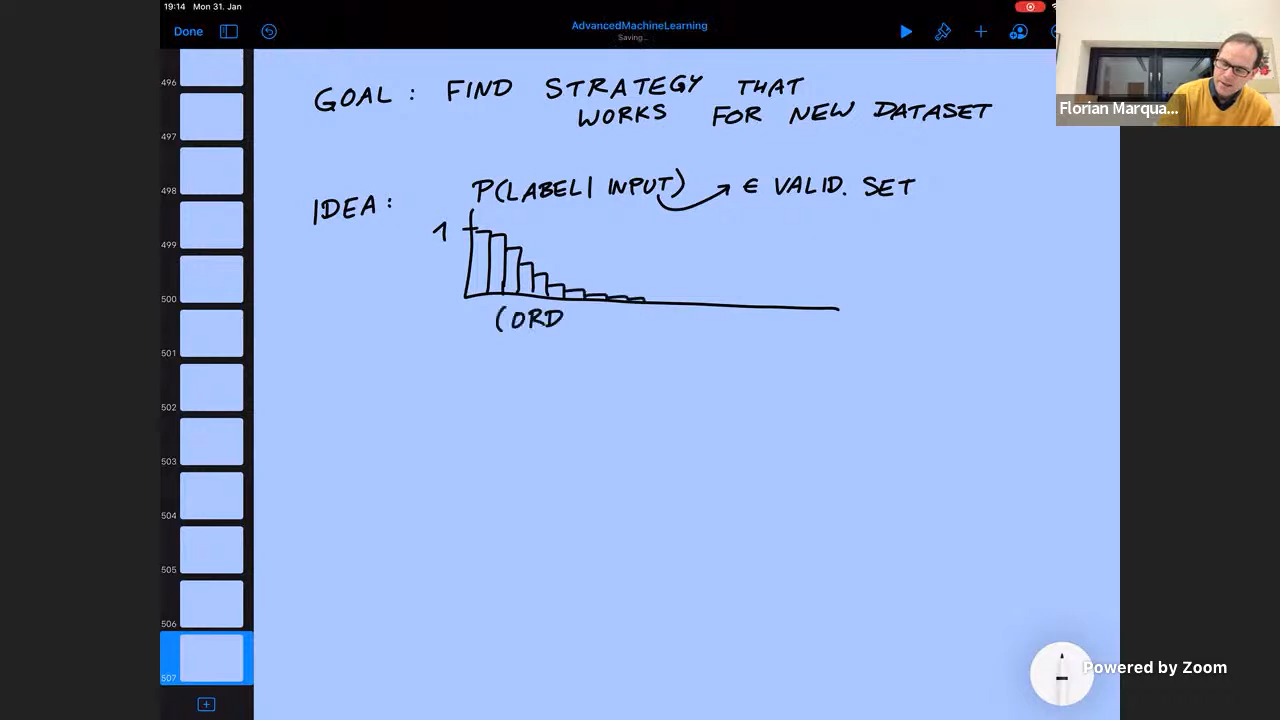 19:14 Mon 31. Jan
Done
AdvancedMachineLearning
Saving...
Florian Marqua...
GOAL : FIND STRATEGY THAT
WORKS FOR NEW DATASET
IDEA : P(LABEL| INPUT) → ∈ VALID. SET
1
(ORD
496
497
498
499
500
501
502
503
504
505
506
507
Powered by Zoom